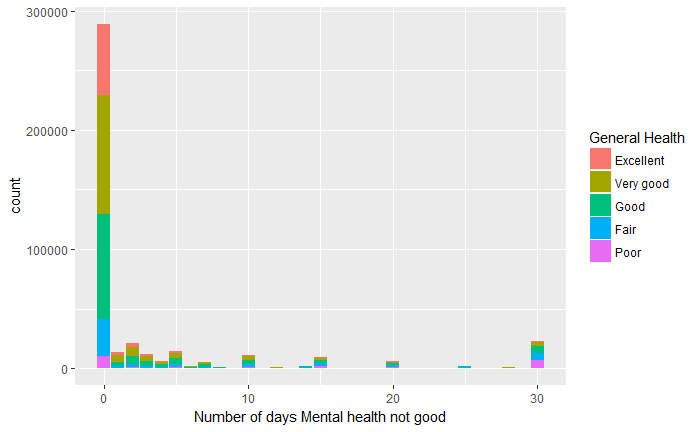 300000
200000
100000
0
count
0
10
20
30
Number of days Mental health not good
General Health
Excellent
Very good
Good
Fair
Poor